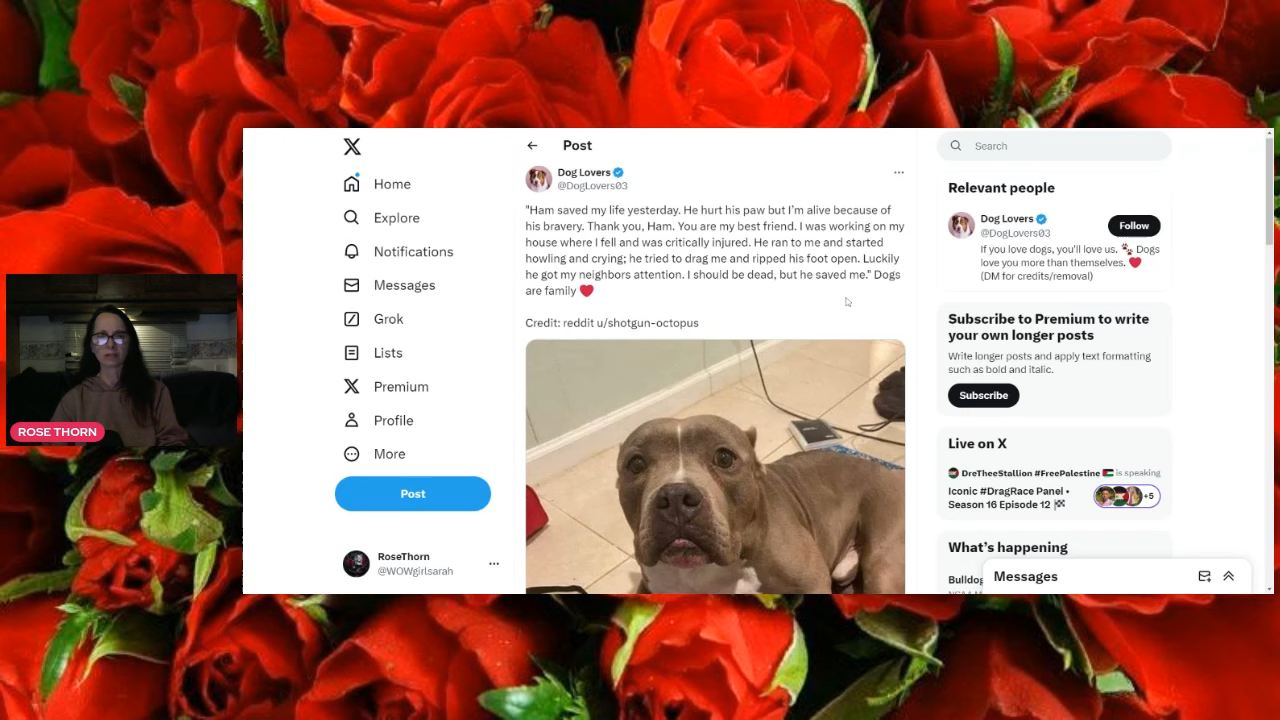 Home
Explore
Notifications
Messages
Grok
Lists
Premium
Profile
More
Post
RoseThorn
@WOWgirlsarah
ROSE THORN
Post
Dog Lovers
@DogLovers03
"Ham saved my life yesterday. He hurt his paw but I'm alive because of
his bravery. Thank you, Ham. You are my best friend. I was working on my
house where I fell and was critically injured. He ran to me and started
howling and crying; he tried to drag me and ripped his foot open. Luckily
he got my neighbors attention. I should be dead, but he saved me." Dogs
are family ❤️
Credit: reddit u/shotgun-octopus
Search
Relevant people
Dog Lovers
@DogLovers03
Follow
If you love dogs, you'll love us. 🐾 Dogs
love you more than themselves. ❤️
(DM for credits/removal)
Subscribe to Premium to write
your own longer posts
Write longer posts and apply text formatting
such as bold and italic.
Subscribe
Live on X
DreTheeStallion #FreePalestine 🇵🇸 is speaking
Iconic #DragRace Panel •
Season 16 Episode 12 🏁
+5
What's happening
Bulldog
Messages